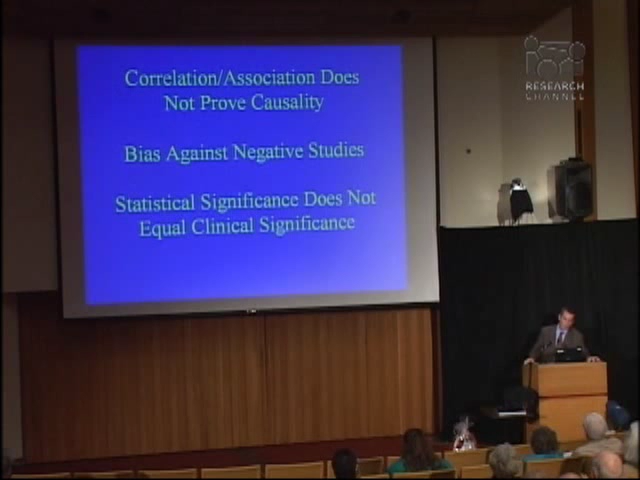 Correlation/Association Does
Not Prove Causality
Bias Against Negative Studies
Statistical Significance Does Not
Equal Clinical Significance
RESEARCH
CHANNEL